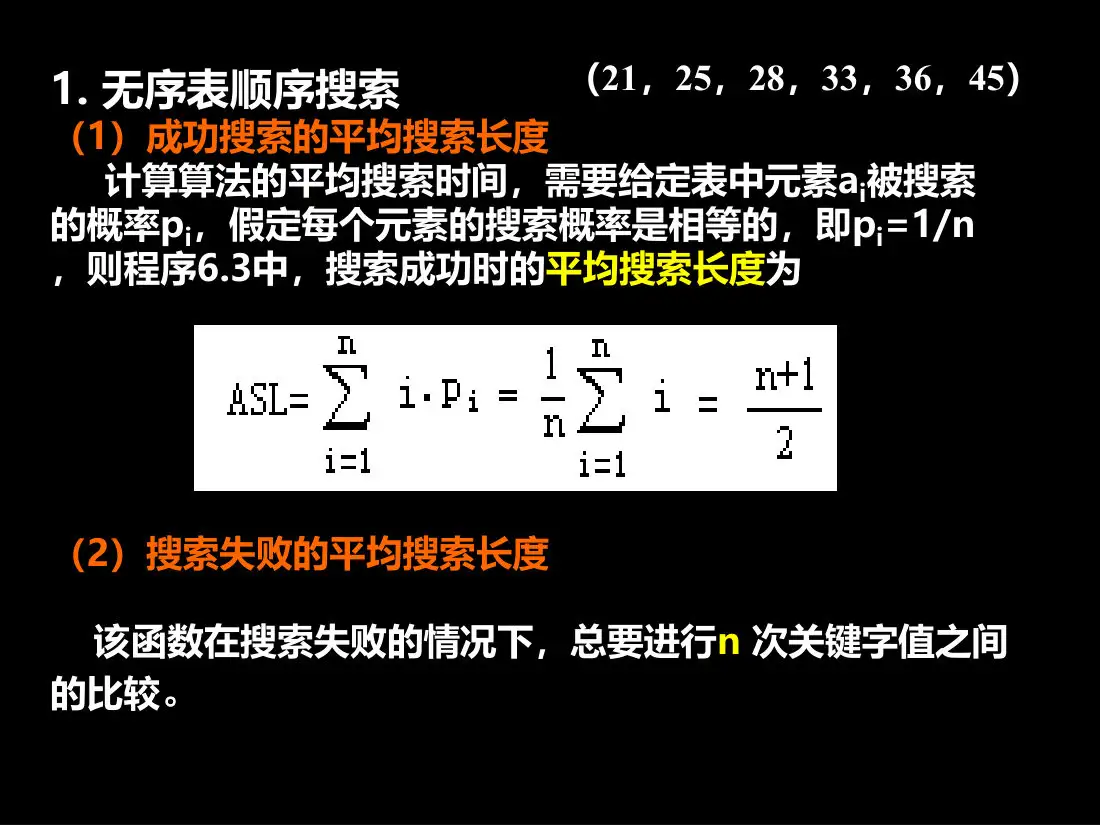 1. 无序表顺序搜索
（21，25，28，33，36，45）
（1）成功搜索的平均搜索长度
计算算法的平均搜索时间，需要给定表中元素ai被搜索
的概率pi，假定每个元素的搜索概率是相等的，即pi=1/n
，则程序6.3中，搜索成功时的平均搜索长度为
ASL= n ∑ i=1 i·Pi = 1/n n ∑ i=1 i = n+1/2
（2）搜索失败的平均搜索长度
该函数在搜索失败的情况下，总要进行n 次关键字值之间
的比较。